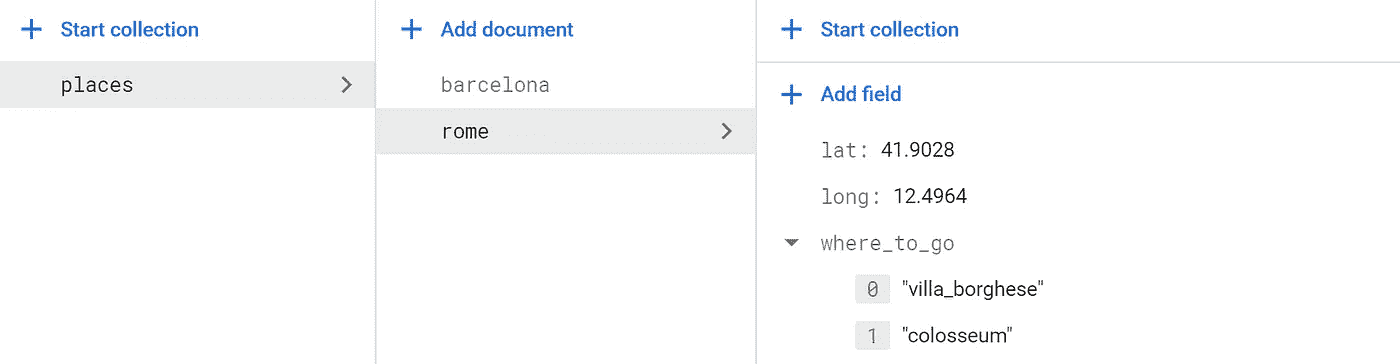 Start collection
places
Add document
barcelona
rome
Start collection
Add field
lat: 41.9028
long: 12.4964
where_to_go
0 "villa_borghese"
1 "colosseum"